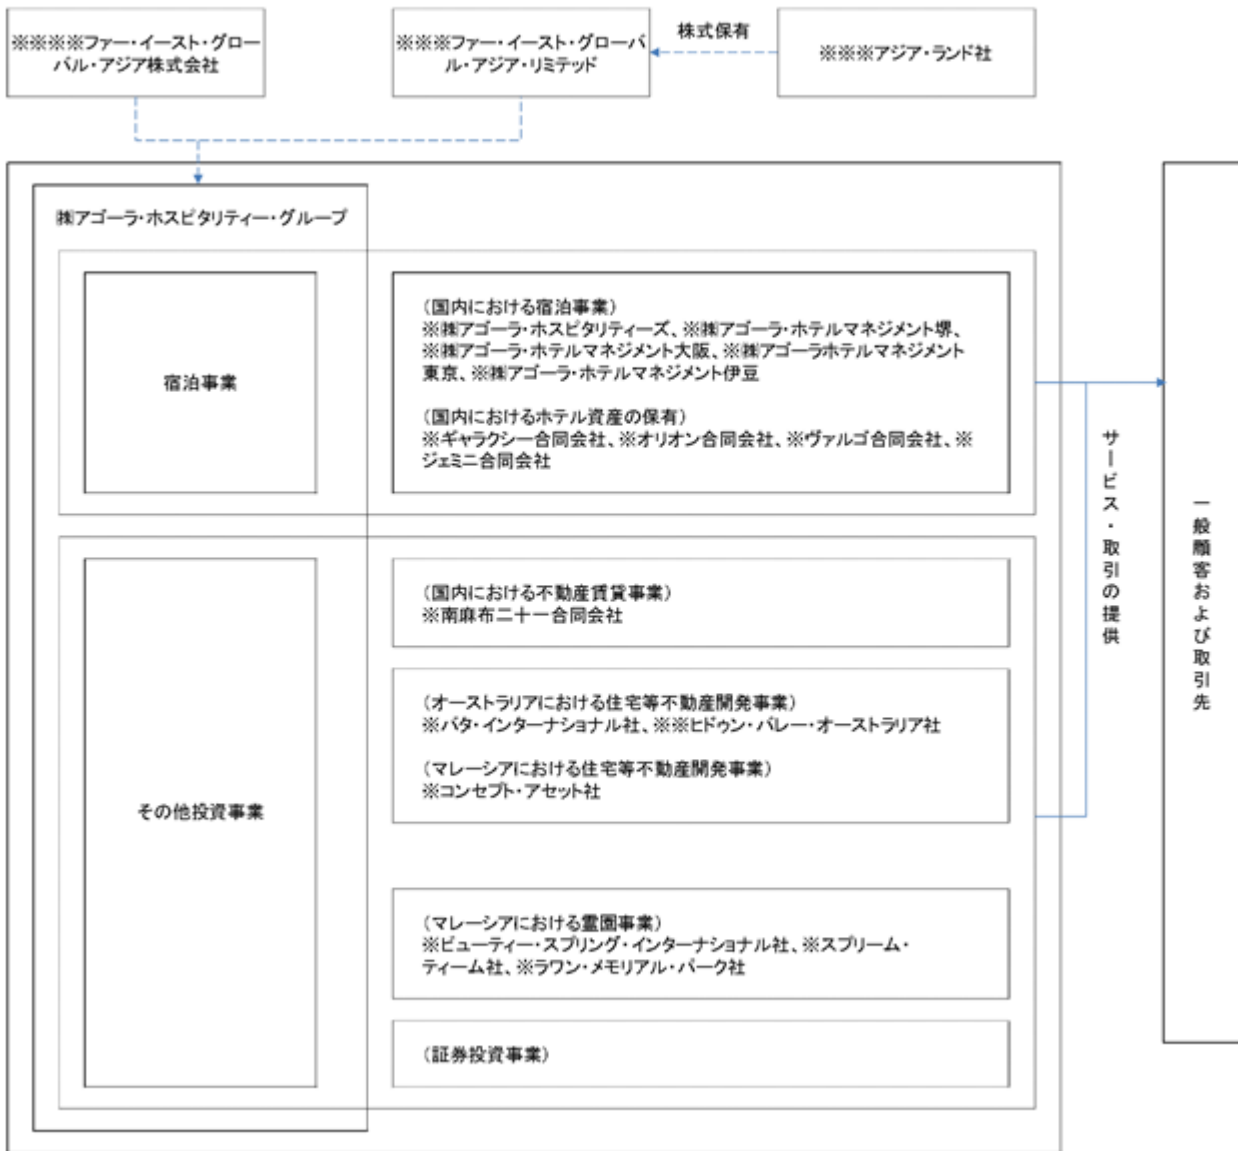 ※※※※ファー・イースト・グロー
バル・アジア株式会社
※※※ファー・イースト・グローバ
ル・アジア・リミテッド
株式保有
※※※アジア・ランド社
㈱アゴーラ・ホスピタリティー・グループ
宿泊事業
(国内における宿泊事業)
※㈱アゴーラ・ホスピタリティーズ、※㈱アゴーラ・ホテルマネジメント堺、
※㈱アゴーラ・ホテルマネジメント大阪、※㈱アゴーラホテルマネジメント
東京、※㈱アゴーラ・ホテルマネジメント伊豆
(国内におけるホテル資産の保有)
※ギャラクシー合同会社、※オリオン合同会社、※ヴァルゴ合同会社、※
ジェミニ合同会社
その他投資事業
(国内における不動産賃貸事業)
※南麻布二十一合同会社
(オーストラリアにおける住宅等不動産開発事業)
※バタ・インターナショナル社、※※ヒドゥン・バレー・オーストラリア社
(マレーシアにおける住宅等不動産開発事業)
※コンセプト・アセット社
(マレーシアにおける霊園事業)
※ビューティー・スプリング・インターナショナル社、※スプリーム・
ティーム社、※ラワン・メモリアル・パーク社
(証券投資事業)
サービス・取引の提供
一般顧客および取引先